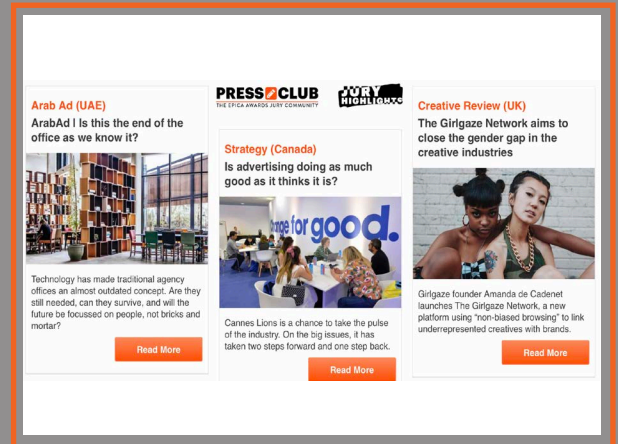 PRESS CLUB
THE EPICA AWARDS JURY COMMUNITY
JURY
HIGHLIGHTS
Arab Ad (UAE)
ArabAd | Is this the end of the
office as we know it?
Technology has made traditional agency
offices an almost outdated concept. Are they
still needed, can they survive, and will the
future be focussed on people, not bricks and
mortar?
Read More
Strategy (Canada)
Is advertising doing as much
good as it thinks it is?
for good.
Cannes Lions is a chance to take the pulse
of the industry. On the big issues, it has
taken two steps forward and one step back.
Read More
Creative Review (UK)
The Girlgaze Network aims to
close the gender gap in the
creative industries
Girlgaze founder Amanda de Cadenet
launches The Girlgaze Network, a new
platform using “non-biased browsing” to link
underrepresented creatives with brands.
Read More